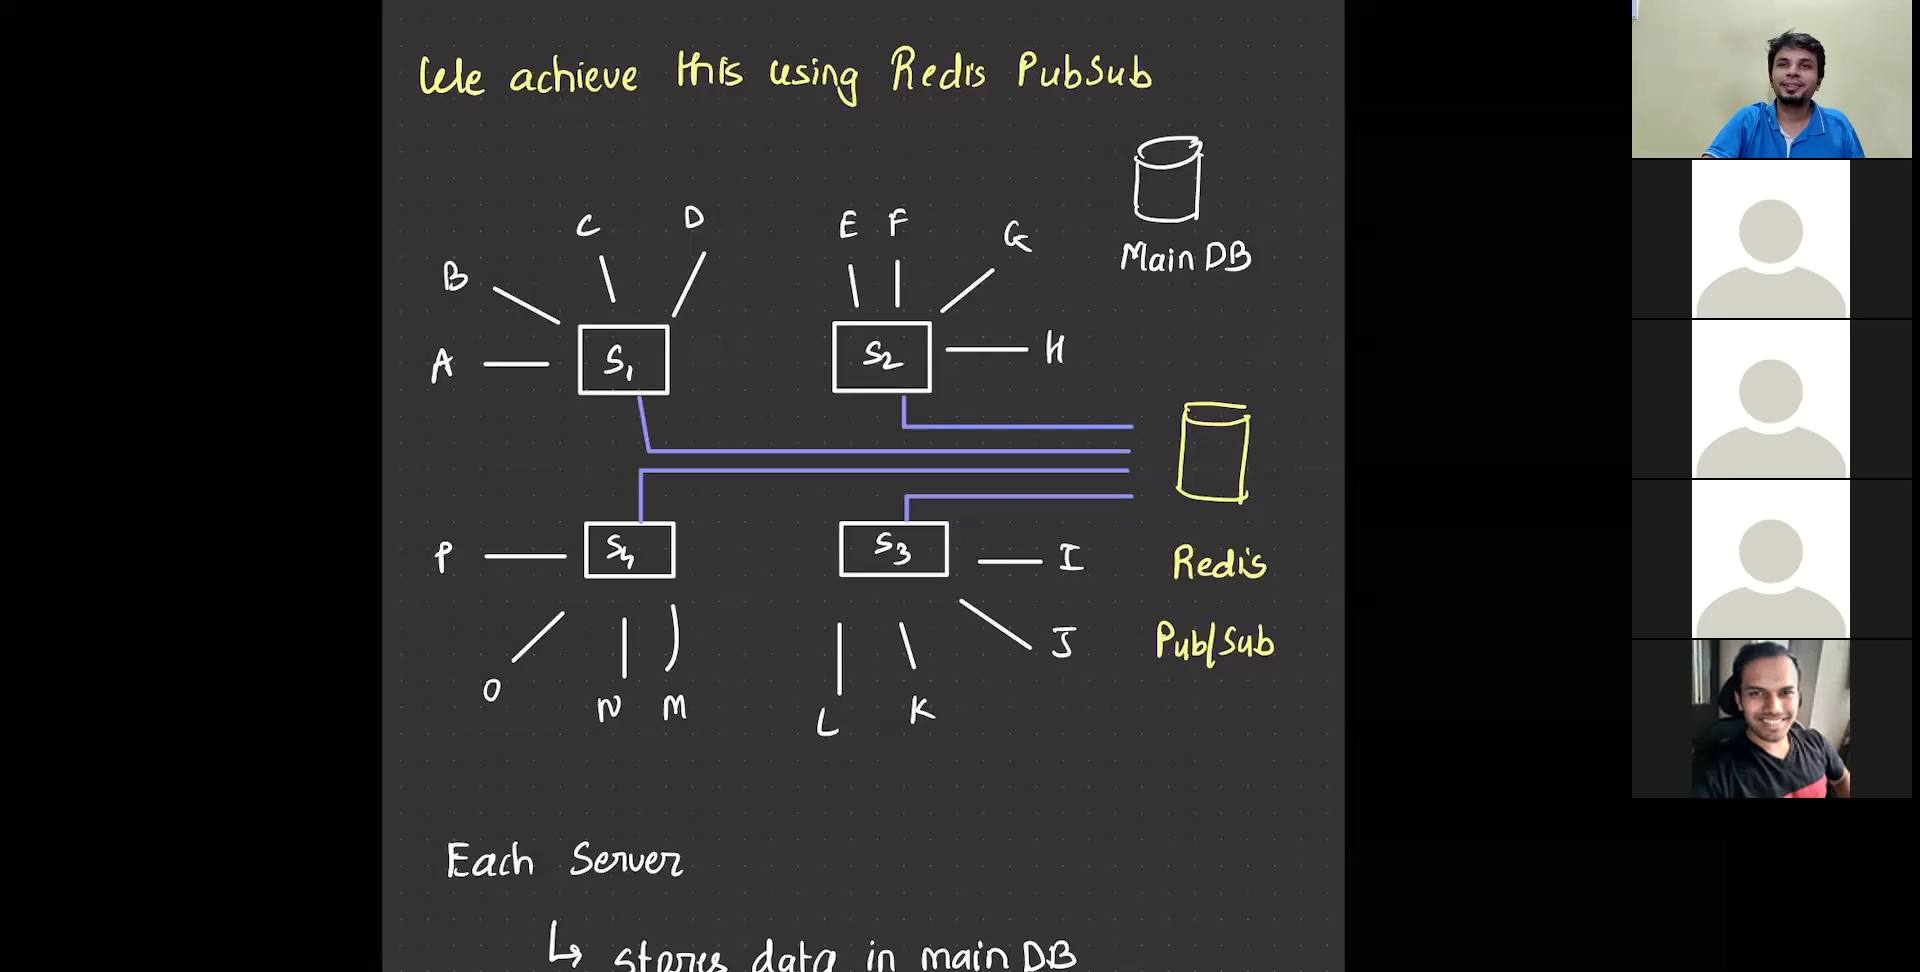 We achieve this using Redis PubSub
C D E F G
Main DB
B
A S1 S2 H
P S4 S3 I Redis
J Pub/Sub
O N M L K
Each Server
↳ stores data in main DB